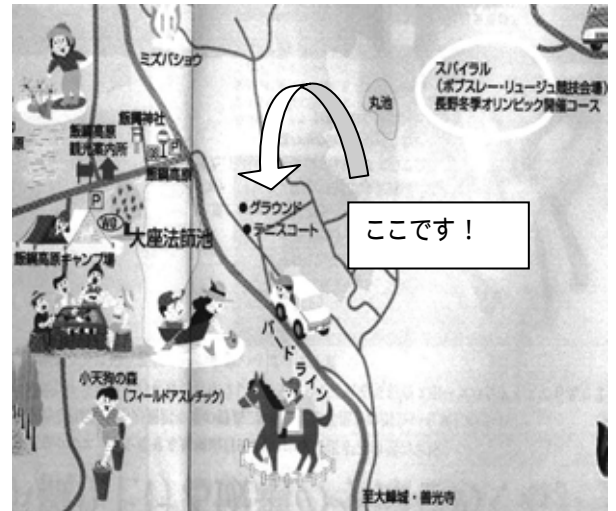 ミズバショウ
丸池
スパイラル
（ボブスレー・リュージュ競技会場）
長野冬季オリンピック開催コース
飯綱神社
飯綱高原
観光案内所
原
P
飯綱高原
グラウンド
テニスコート
ここです！
P
WC
大座法師池
飯綱高原キャンプ場
バードライン
小天狗の森
（フィールドアスレチック）
至大峰城・善光寺